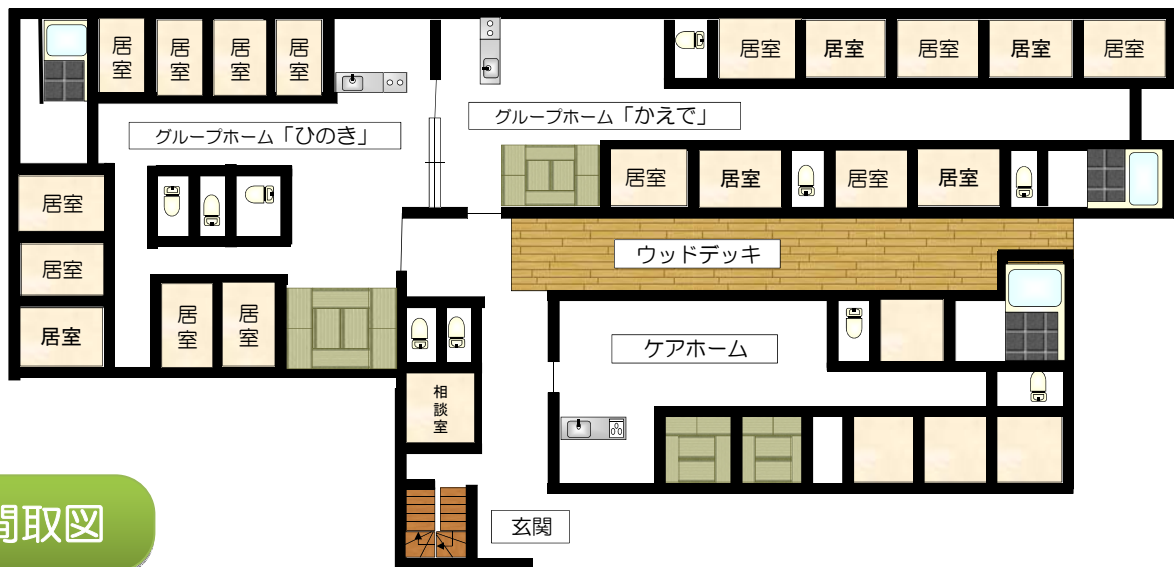 居室
居室
居室
居室
居室
居室
居室
居室
居室
グループホーム「ひのき」
グループホーム「かえで」
居室
居室
居室
居室
居室
居室
居室
居室
ウッドデッキ
居室
居室
ケアホーム
相談室
玄関
間取図